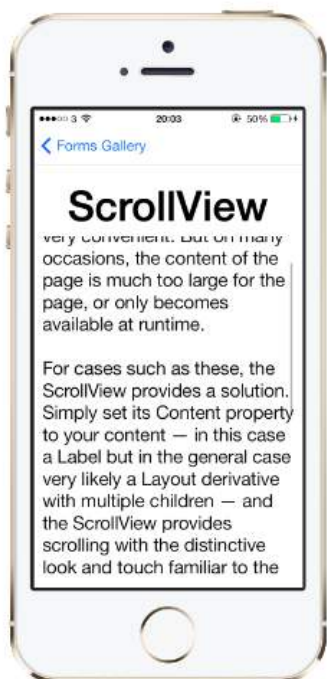 3 20:03 50%
Forms Gallery
ScrollView
very convenient. But on many
occasions, the content of the
page is much too large for the
page, or only becomes
available at runtime.
For cases such as these, the
ScrollView provides a solution.
Simply set its Content property
to your content — in this case
a Label but in the general case
very likely a Layout derivative
with multiple children — and
the ScrollView provides
scrolling with the distinctive
look and touch familiar to the